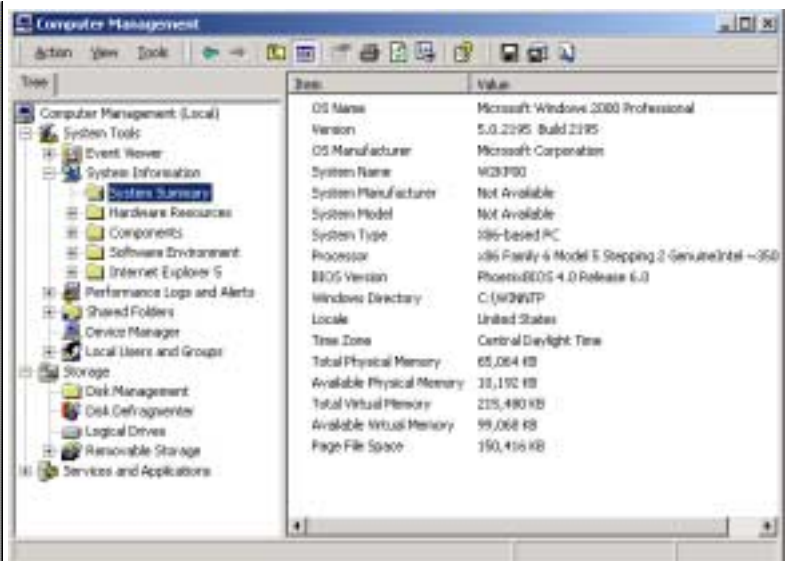 Computer Management
Action View Tools
Tree
Computer Management (Local)
System Tools
Event Viewer
System Information
System Summary
Hardware Resources
Components
Software Environment
Internet Explorer 5
Performance Logs and Alerts
Shared Folders
Device Manager
Local Users and Groups
Storage
Disk Management
Disk Defragmenter
Logical Drives
Removable Storage
Services and Applications
Item Value
OS Name Microsoft Windows 2000 Professional
Version 5.0.2195 Build 2195
OS Manufacturer Microsoft Corporation
System Name
System Manufacturer Not Available
System Model Not Available
System Type X86-based PC
Processor x86 Family 6 Model 5 Stepping 2 GenuineIntel ~350
BIOS Version PhoenixBIOS 4.0 Release 6.0
Windows Directory
Locale United States
Time Zone Central Daylight Time
Total Physical Memory 65,064 KB
Available Physical Memory 10,192 KB
Total Virtual Memory 215,480 KB
Available Virtual Memory 99,068 KB
Page File Space 150,416 KB